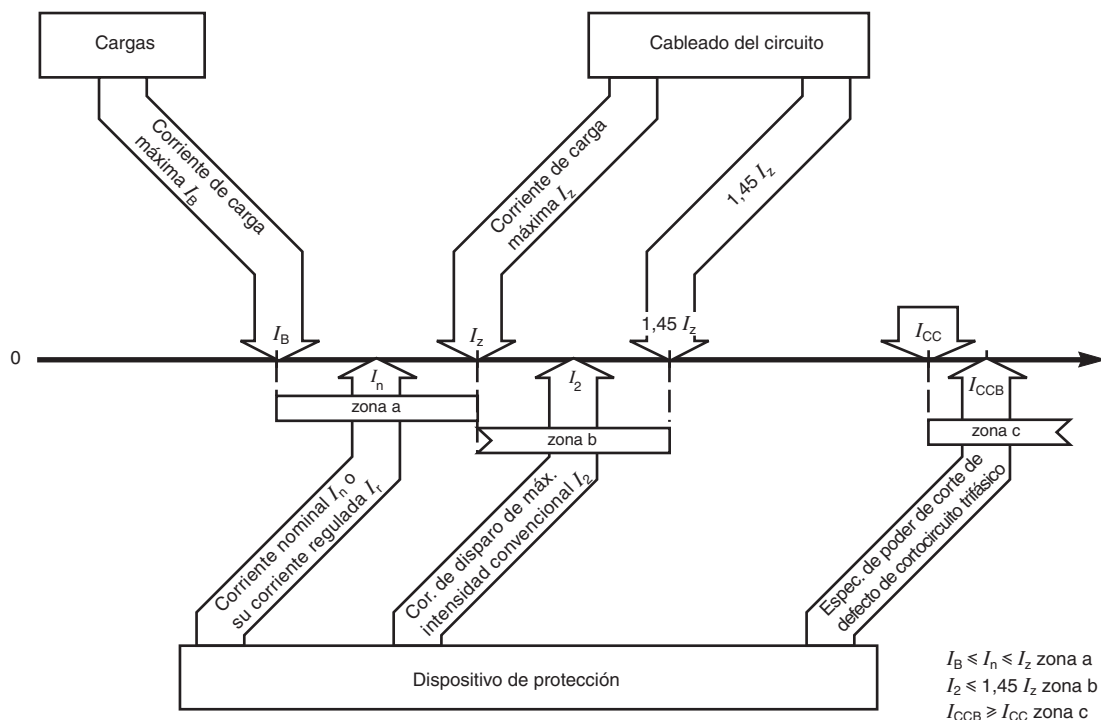 Cargas
Cableado del circuito
Corriente de carga
máxima I_B
Corriente de carga
máxima I_z
1,45 I_z
0
I_B
I_z
1,45 I_z
I_CC
I_n
I_2
I_CCB
zona a
zona b
zona c
Corriente nominal I_n o
su corriente regulada I_r
Cor. de disparo de máx.
intensidad convencional I_2
Espec. de poder de corte de
defecto de cortocircuito trifásico
Dispositivo de protección
I_B ⩽ I_n ⩽ I_z zona a
I_2 ⩽ 1,45 I_z zona b
I_CCB ⩾ I_CC zona c